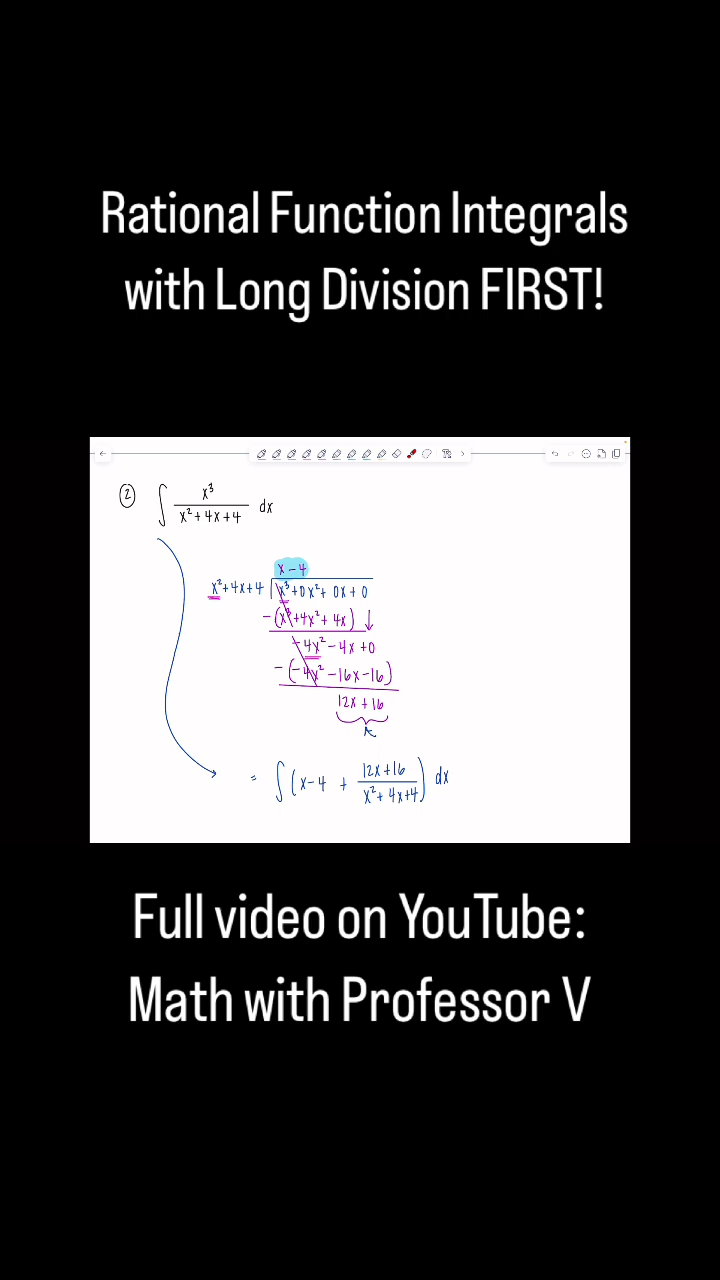 Rational Function Integrals
with Long Division FIRST!
② ∫ x³/(x²+4x+4) dx
x-4
x²+4x+4 | x³+0x²+0x+0
-(x³+4x²+4x) ↓
-4x²-4x+0
-(-4x²-16x-16)
12x+16
R
= ∫ (x-4 + (12x+16)/(x²+4x+4)) dx
Full video on YouTube:
Math with Professor V